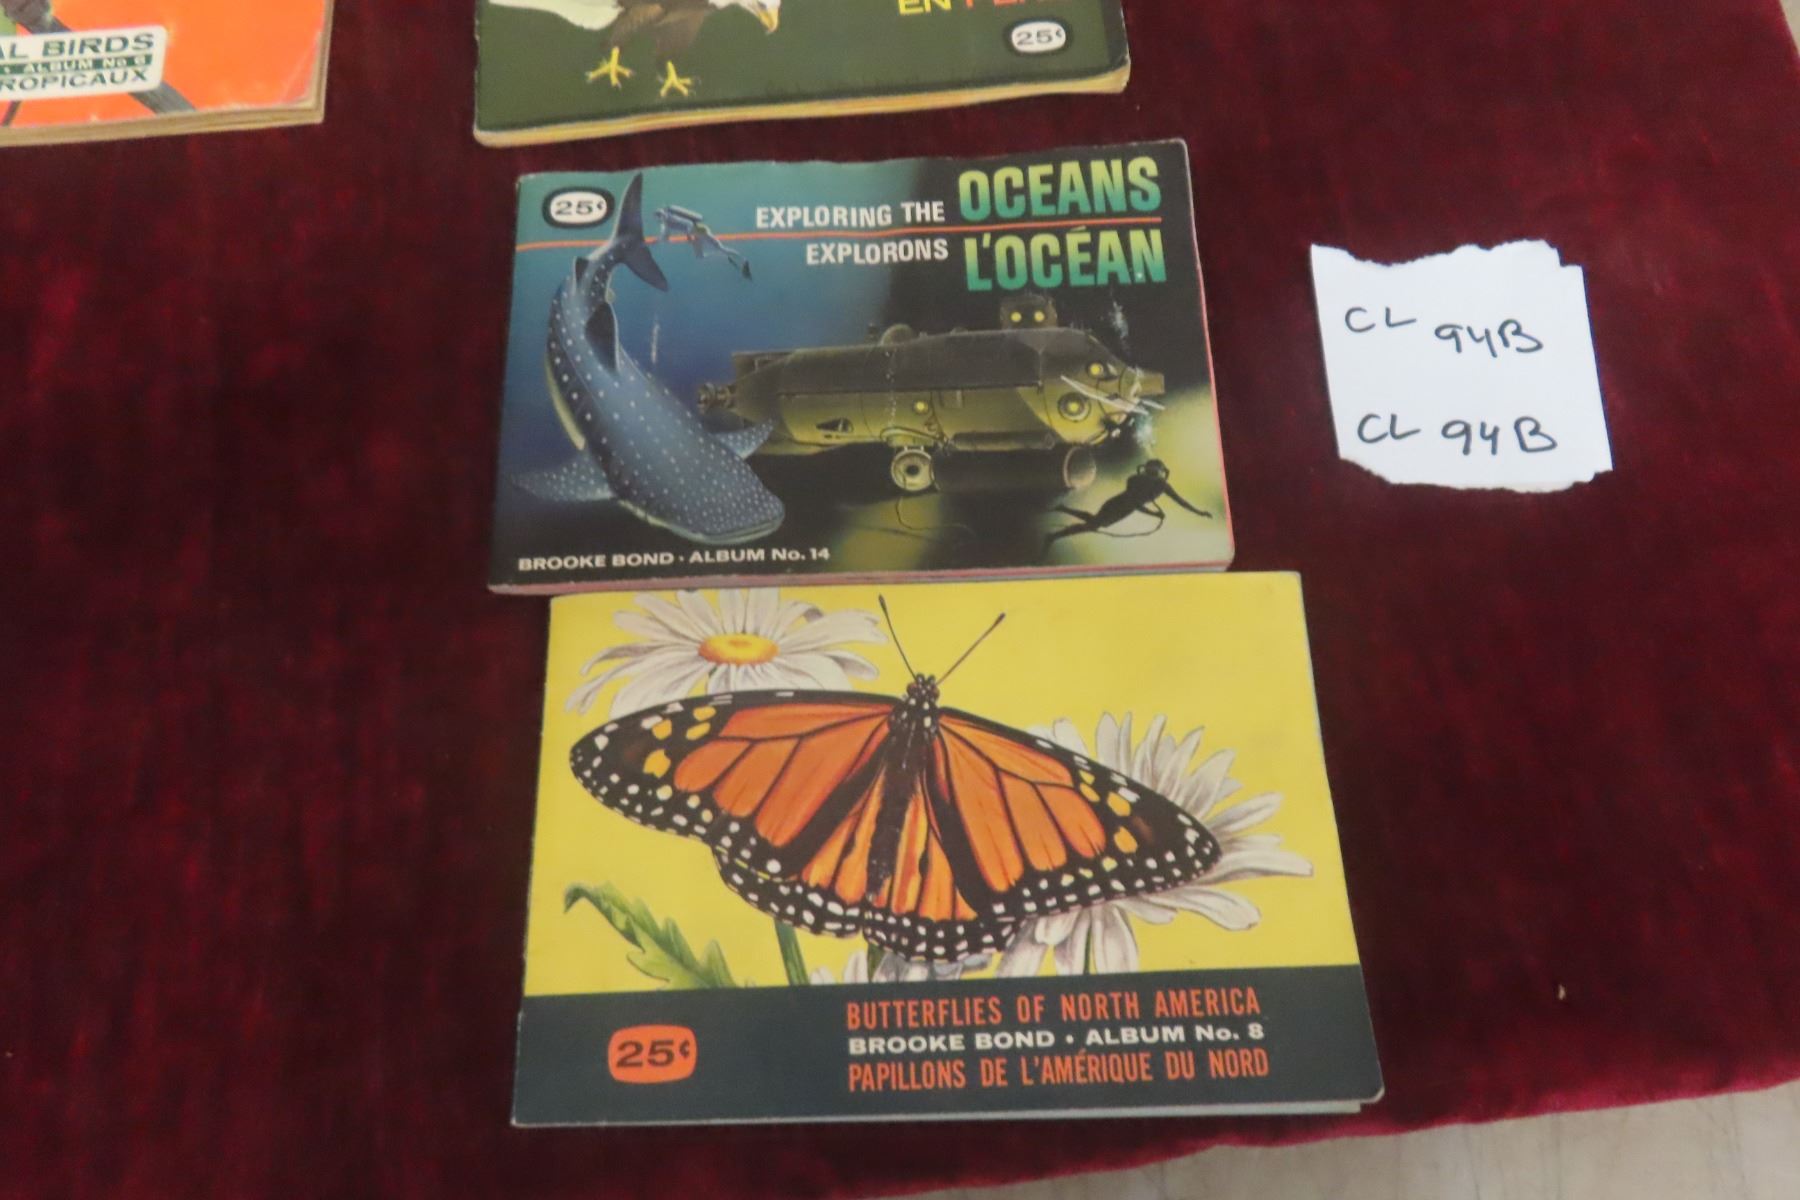 AL BIRDS
• ALBUM No 6
ROPICAUX
EN
25¢
25¢
EXPLORING THE OCEANS
EXPLORONS L'OCÉAN
BROOKE BOND • ALBUM No. 14
CL 94B
CL 94B
BUTTERFLIES OF NORTH AMERICA
BROOKE BOND • ALBUM No. 8
PAPILLONS DE L'AMÉRIQUE DU NORD
25¢